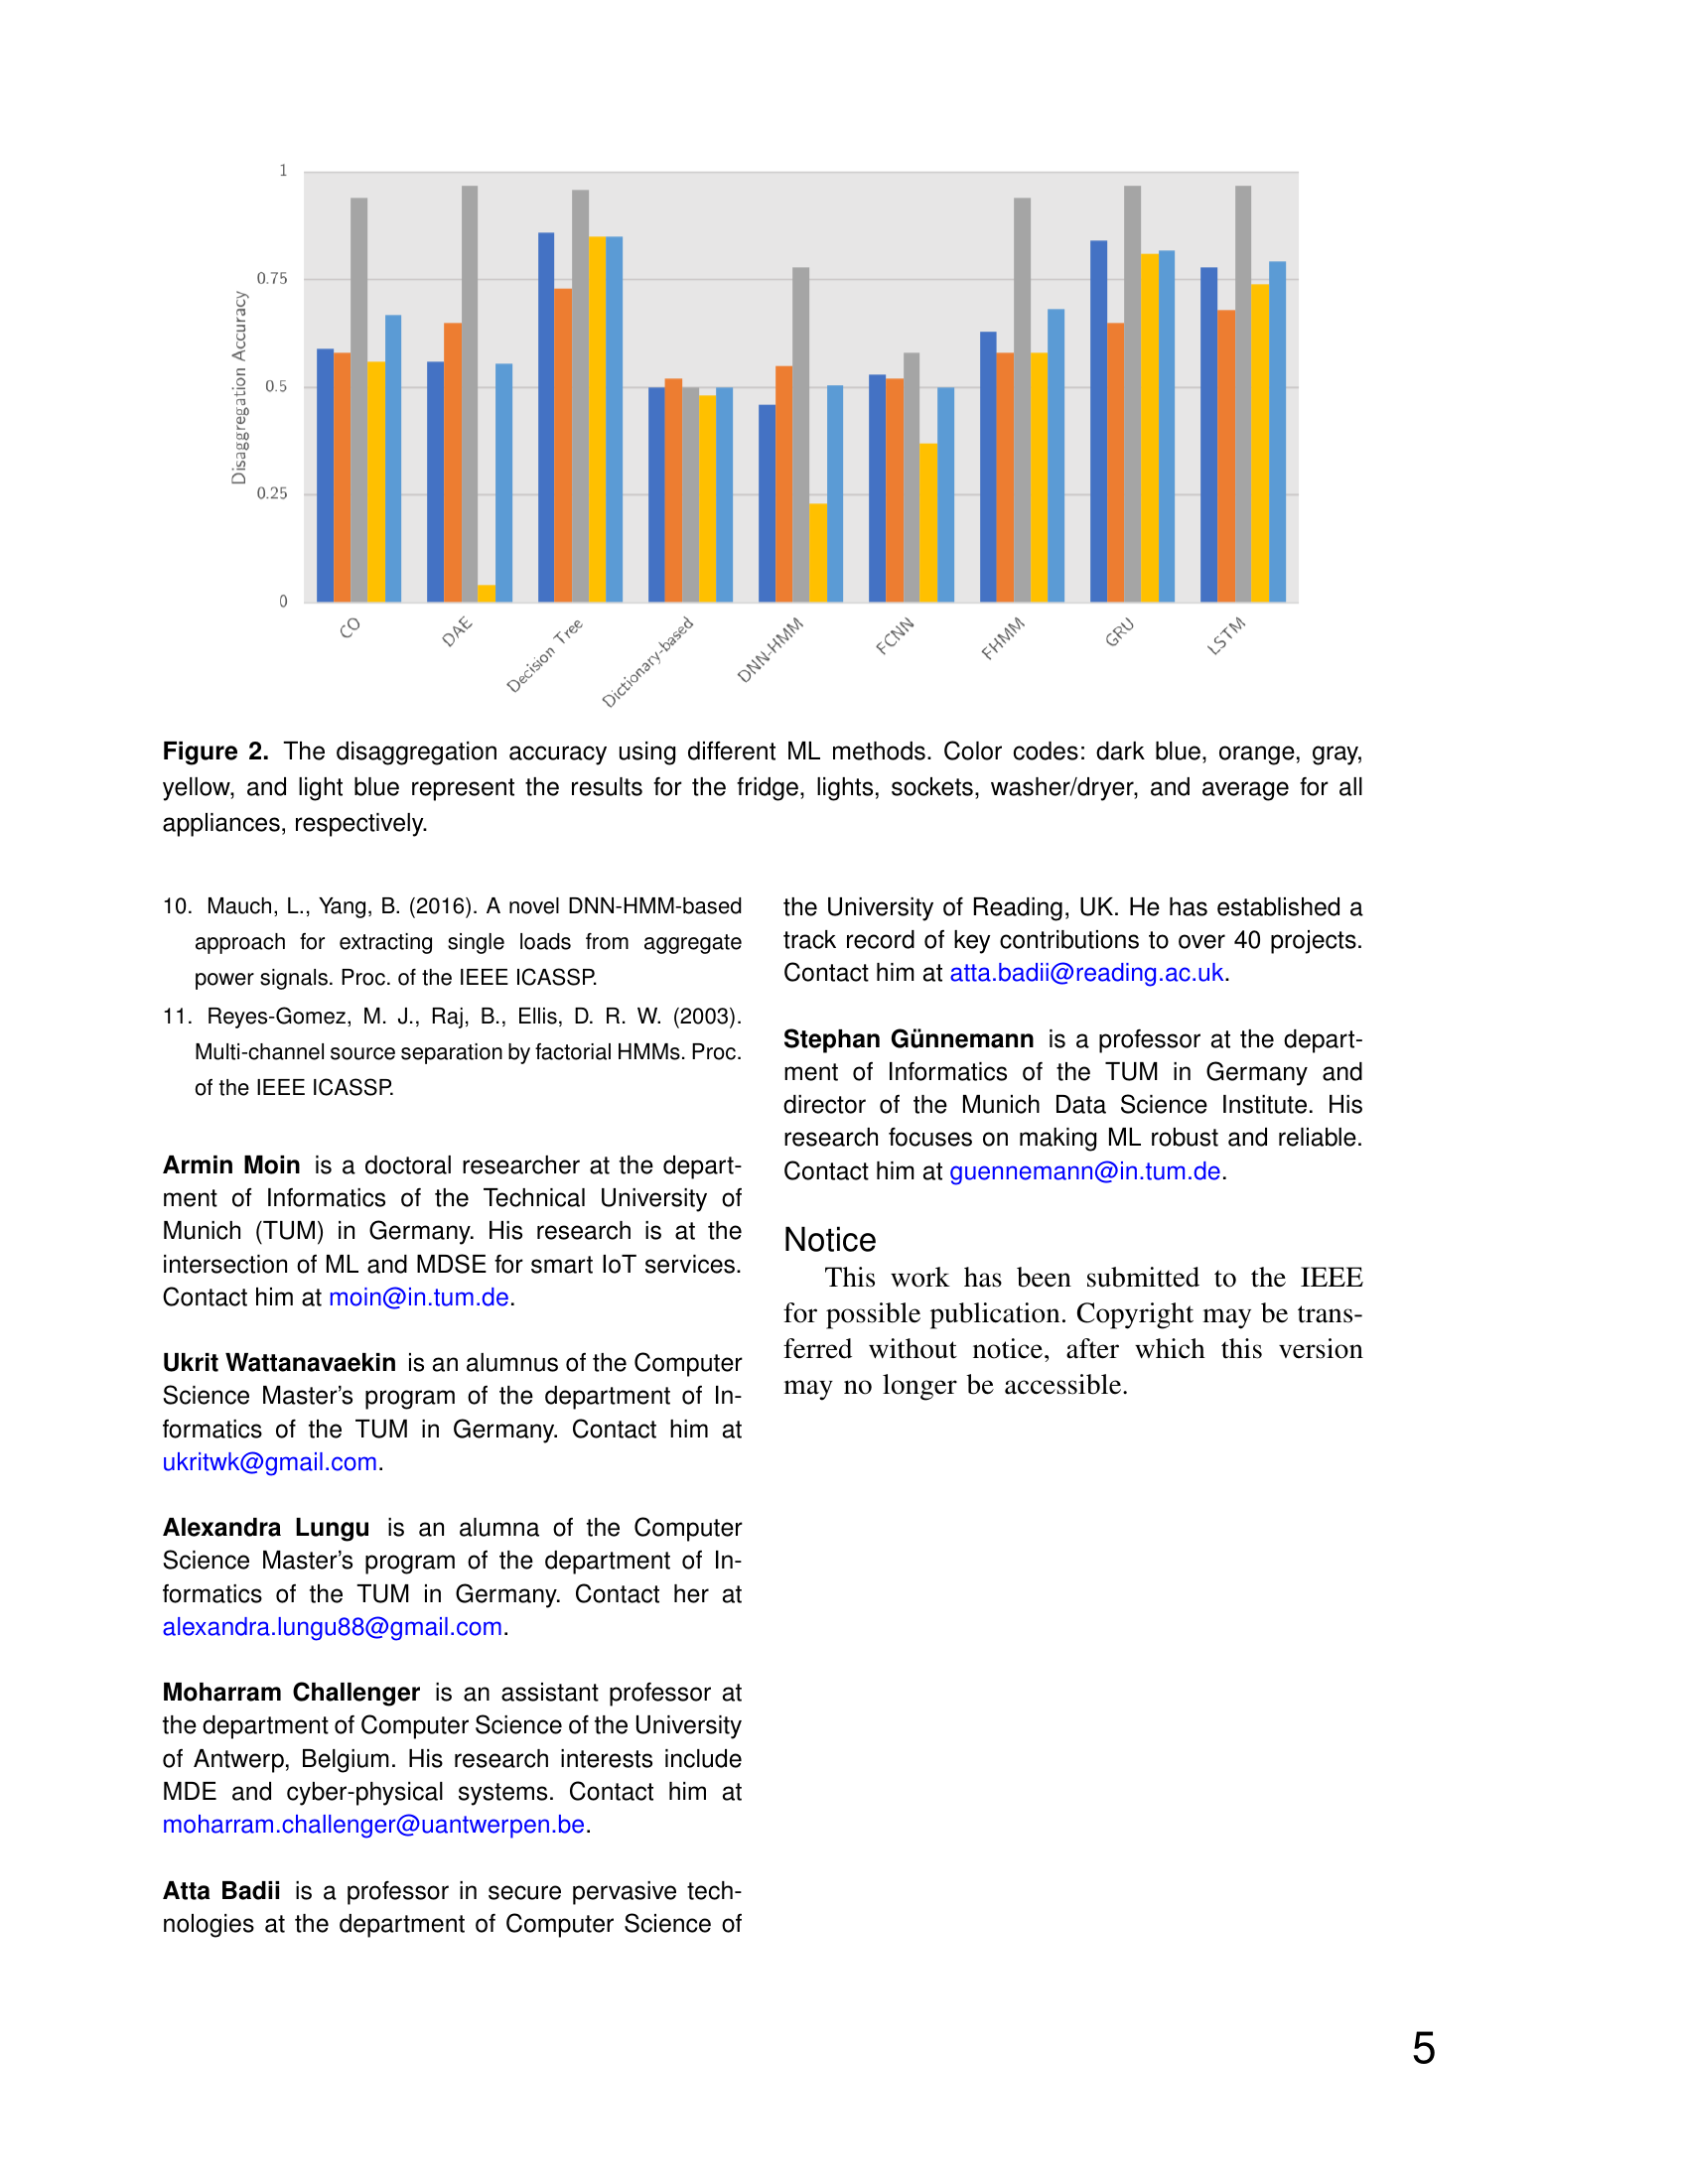 1
0.75
0.5
0.25
0
Disaggregation Accuracy
CO
DAE
Decision Tree
Dictionary-based
DNN-HMM
FCNN
FHMM
GRU
LSTM
Figure 2. The disaggregation accuracy using different ML methods. Color codes: dark blue, orange, gray,
yellow, and light blue represent the results for the fridge, lights, sockets, washer/dryer, and average for all
appliances, respectively.
10. Mauch, L., Yang, B. (2016). A novel DNN-HMM-based
approach for extracting single loads from aggregate
power signals. Proc. of the IEEE ICASSP.
11. Reyes-Gomez, M. J., Raj, B., Ellis, D. R. W. (2003).
Multi-channel source separation by factorial HMMs. Proc.
of the IEEE ICASSP.
Armin Moin is a doctoral researcher at the depart-
ment of Informatics of the Technical University of
Munich (TUM) in Germany. His research is at the
intersection of ML and MDSE for smart IoT services.
Contact him at moin@in.tum.de.
Ukrit Wattanavaekin is an alumnus of the Computer
Science Master's program of the department of In-
formatics of the TUM in Germany. Contact him at
ukritwk@gmail.com.
Alexandra Lungu is an alumna of the Computer
Science Master's program of the department of In-
formatics of the TUM in Germany. Contact her at
alexandra.lungu88@gmail.com.
Moharram Challenger is an assistant professor at
the department of Computer Science of the University
of Antwerp, Belgium. His research interests include
MDE and cyber-physical systems. Contact him at
moharram.challenger@uantwerpen.be.
Atta Badii is a professor in secure pervasive tech-
nologies at the department of Computer Science of
the University of Reading, UK. He has established a
track record of key contributions to over 40 projects.
Contact him at atta.badii@reading.ac.uk.
Stephan Günnemann is a professor at the depart-
ment of Informatics of the TUM in Germany and
director of the Munich Data Science Institute. His
research focuses on making ML robust and reliable.
Contact him at guennemann@in.tum.de.
Notice
This work has been submitted to the IEEE
for possible publication. Copyright may be trans-
ferred without notice, after which this version
may no longer be accessible.
5